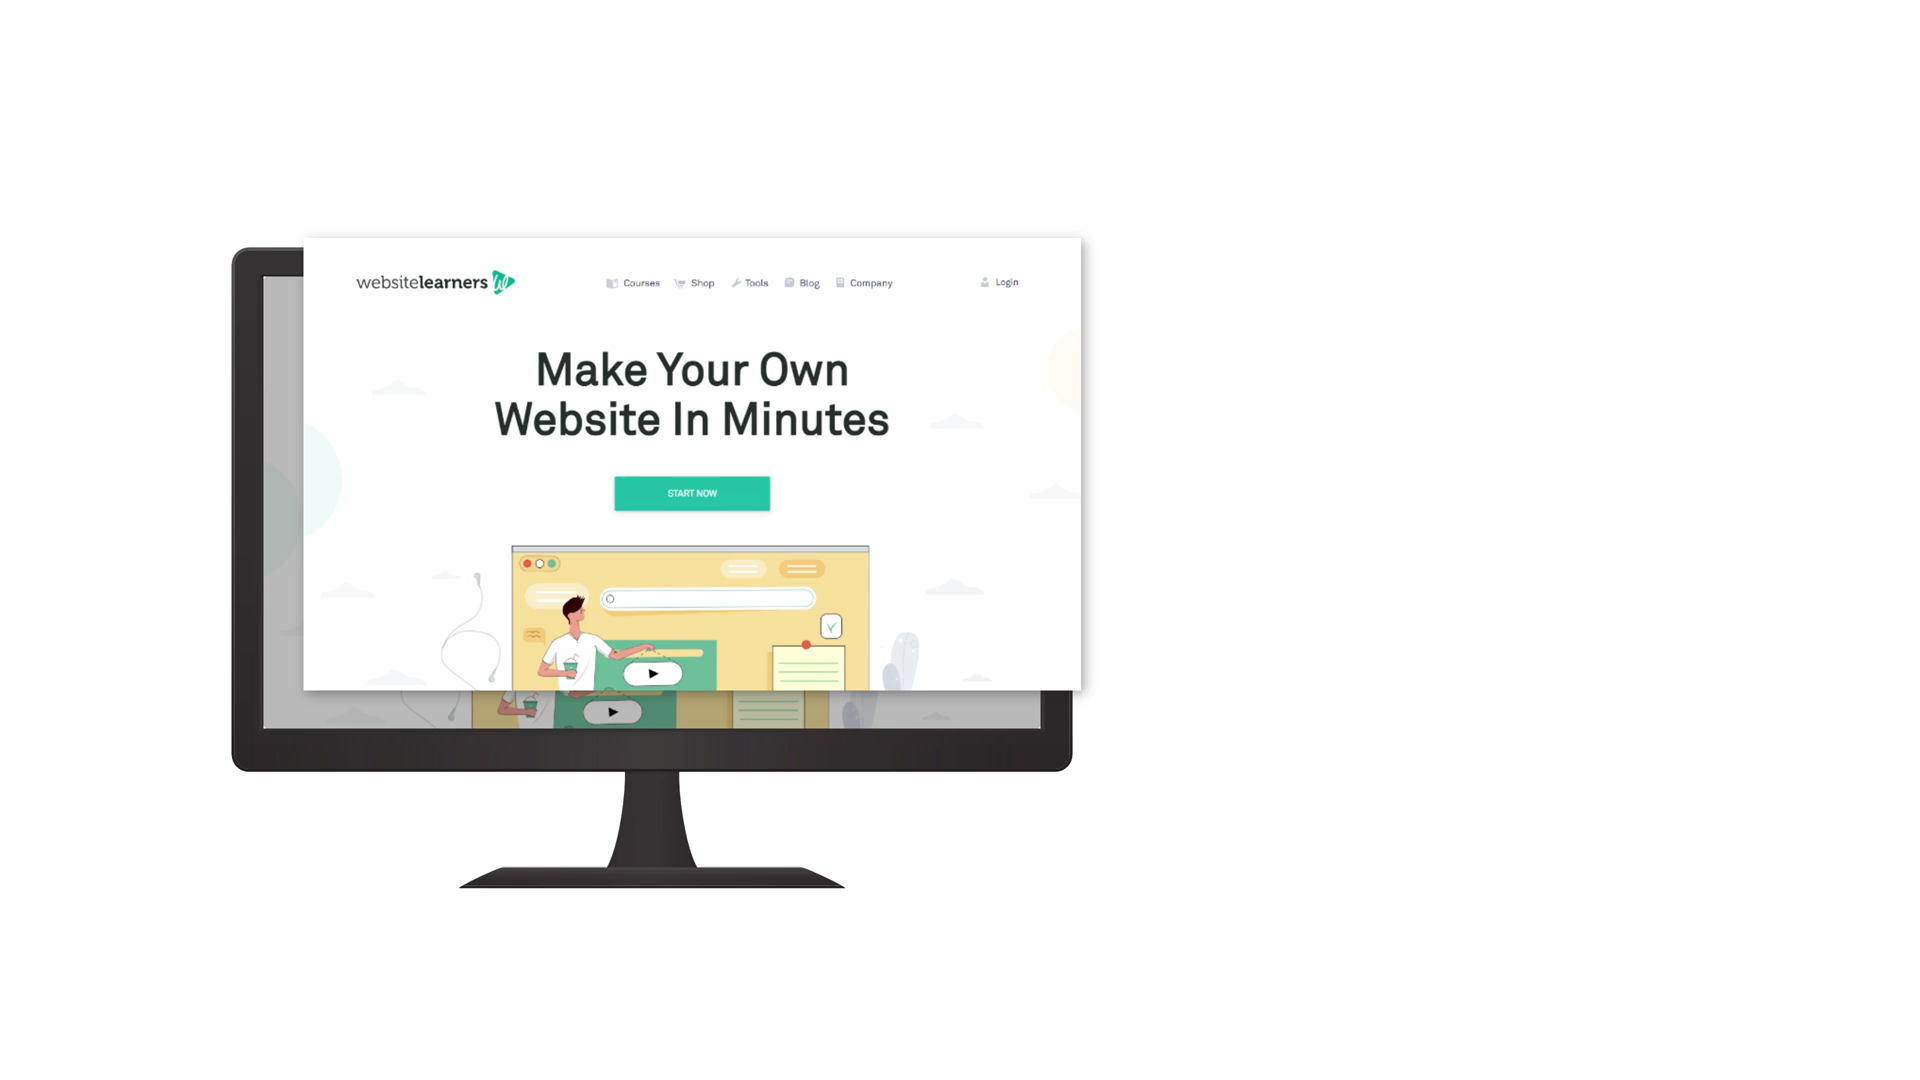 websitelearners
Courses Shop Tools Blog Company Login
Make Your Own
Website In Minutes
START NOW